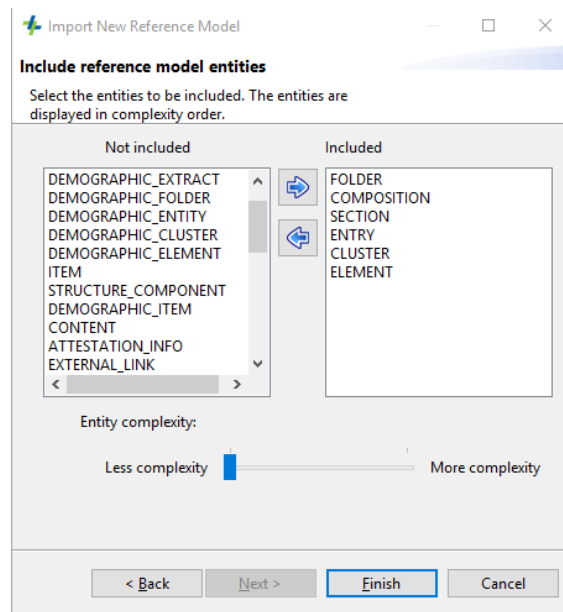 Import New Reference Model
Include reference model entities
Select the entities to be included. The entities are
displayed in complexity order.
Not included
Included
DEMOGRAPHIC_EXTRACT
DEMOGRAPHIC_FOLDER
DEMOGRAPHIC_ENTITY
DEMOGRAPHIC_CLUSTER
DEMOGRAPHIC_ELEMENT
ITEM
STRUCTURE_COMPONENT
DEMOGRAPHIC_ITEM
CONTENT
ATTESTATION_INFO
EXTERNAL_LINK
FOLDER
COMPOSITION
SECTION
ENTRY
CLUSTER
ELEMENT
Entity complexity:
Less complexity
More complexity
< Back
Next >
Finish
Cancel